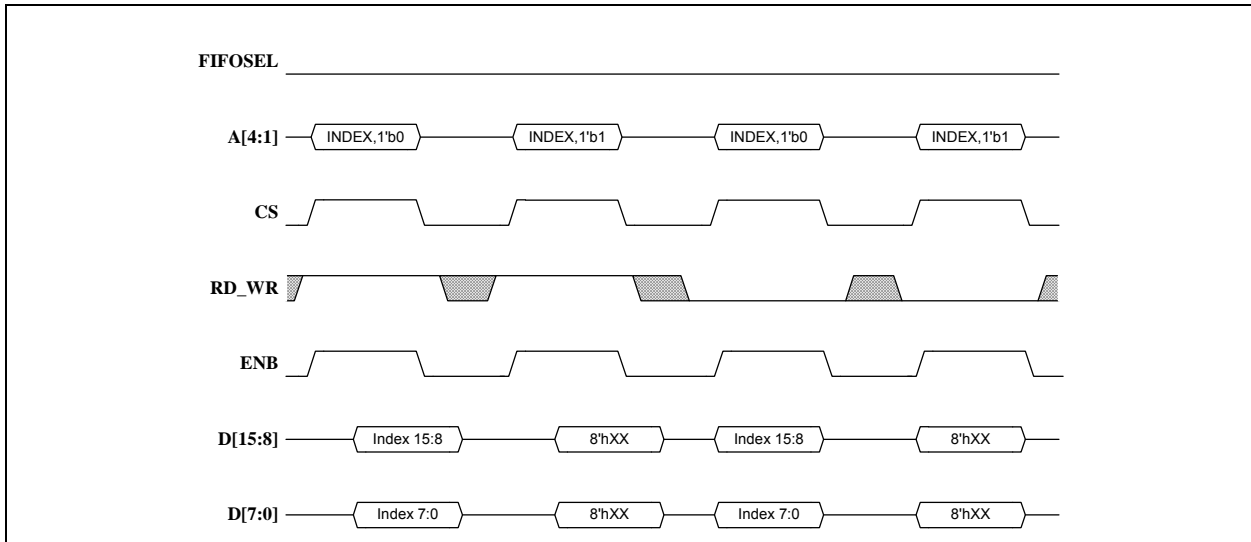 FIFOSEL
A[4:1] INDEX,1'b0 INDEX,1'b1 INDEX,1'b0 INDEX,1'b1
CS
RD_WR
ENB
D[15:8] Index 15:8 8'hXX Index 15:8 8'hXX
D[7:0] Index 7:0 8'hXX Index 7:0 8'hXX